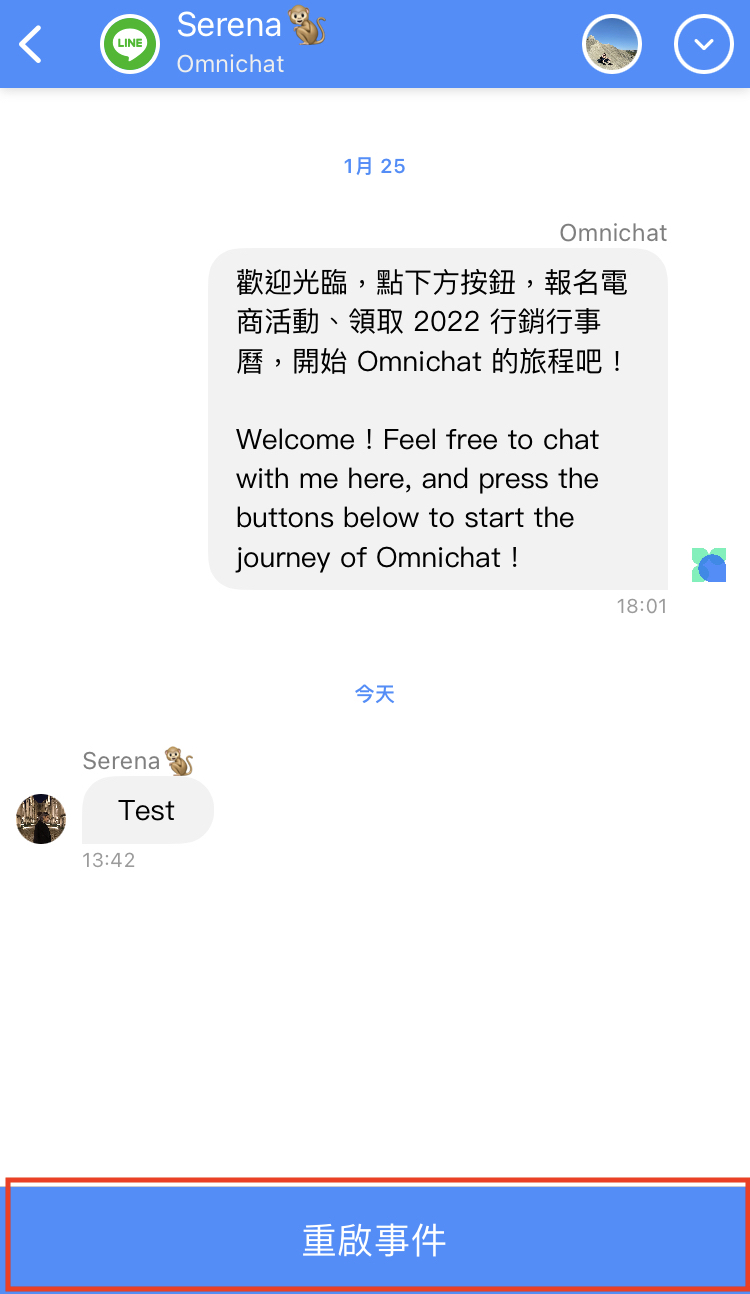 LINE
Serena🐒
Omnichat
1月 25
Omnichat
歡迎光臨，點下方按鈕，報名電
商活動、領取 2022 行銷行事
曆，開始 Omnichat 的旅程吧！
Welcome！Feel free to chat
with me here, and press the
buttons below to start the
journey of Omnichat！
18:01
今天
Serena🐒
Test
13:42
重啟事件